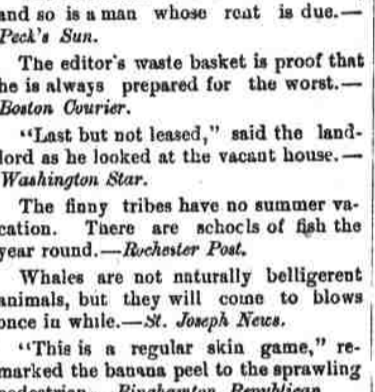 and so is a man whose rent is due.—
Peck's Sun.
The editor's waste basket is proof that
he is always prepared for the worst.—
Boston Courier.
"Last but not leased," said the land-
lord as he looked at the vacant house.—
Washington Star.
The finny tribes have no summer va-
cation. There are schools of fish the
year round.—Rochester Post.
Whales are not naturally belligerent
animals, but they will come to blows
once in while.—St. Joseph News.
"This is a regular skin game," re-
marked the banana peel to the sprawling
pedestrian.—Binghamton Republican.